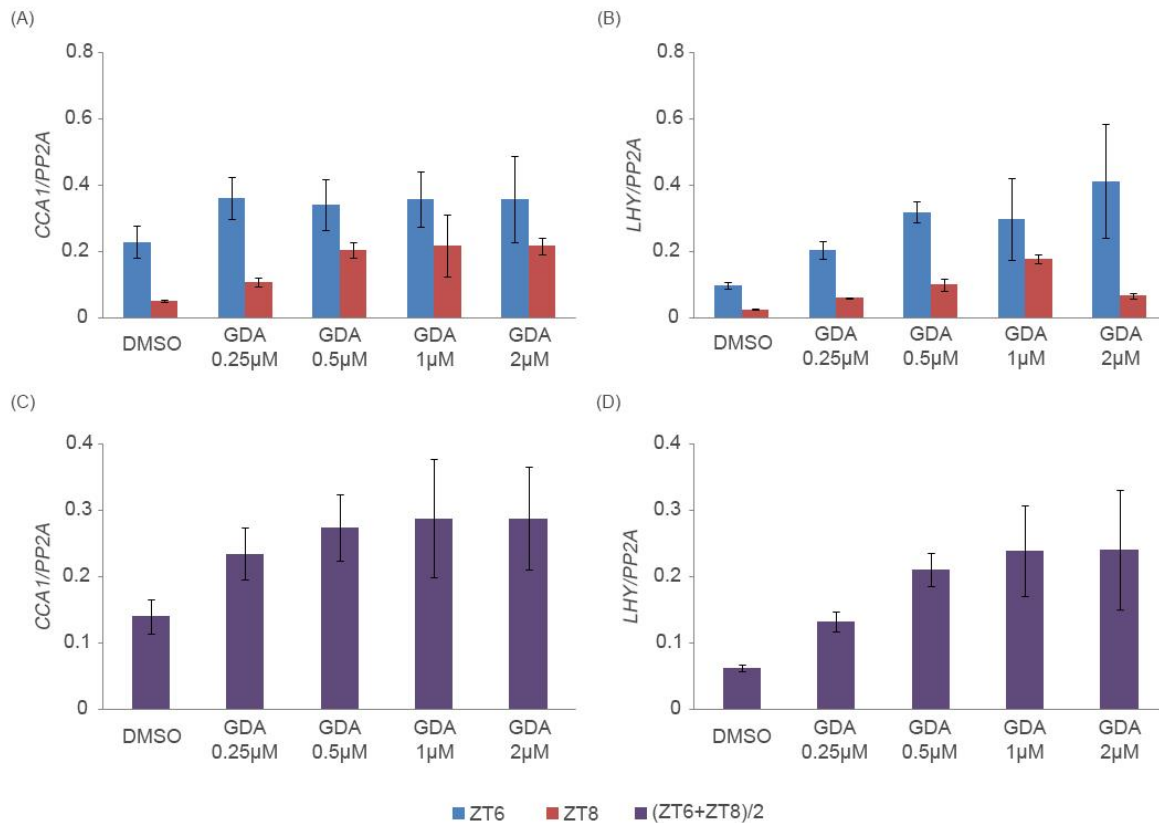 (A)
CCA1/PP2A
0.8
0.6
0.4
0.2
0
DMSO
GDA
0.25µM
GDA
0.5µM
GDA
1µM
GDA
2µM
(B)
LHY/PP2A
0.8
0.6
0.4
0.2
0
DMSO
GDA
0.25µM
GDA
0.5µM
GDA
1µM
GDA
2µM
(C)
CCA1/PP2A
0.4
0.3
0.2
0.1
0
DMSO
GDA
0.25µM
GDA
0.5µM
GDA
1µM
GDA
2µM
(D)
LHY/PP2A
0.4
0.3
0.2
0.1
0
DMSO
GDA
0.25µM
GDA
0.5µM
GDA
1µM
GDA
2µM
ZT6 ZT8 (ZT6+ZT8)/2